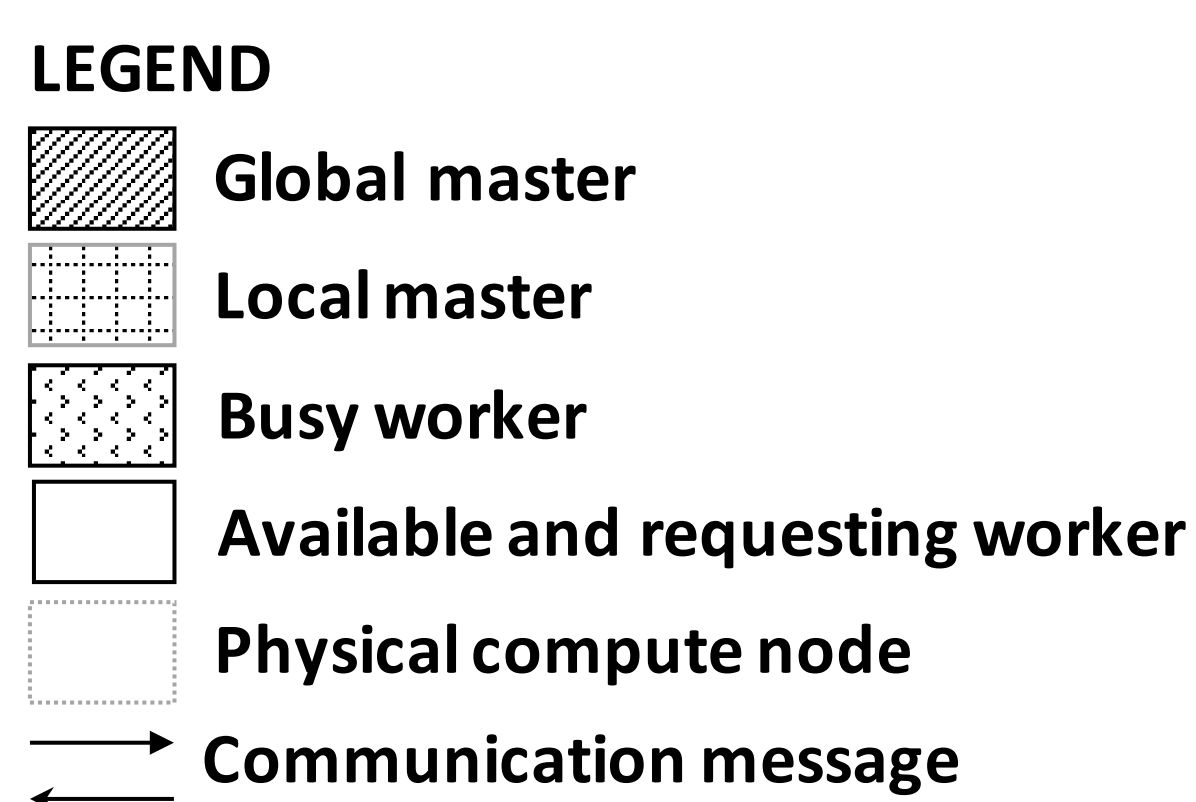 LEGEND
Global master
Local master
Busy worker
Available and requesting worker
Physical compute node
Communication message